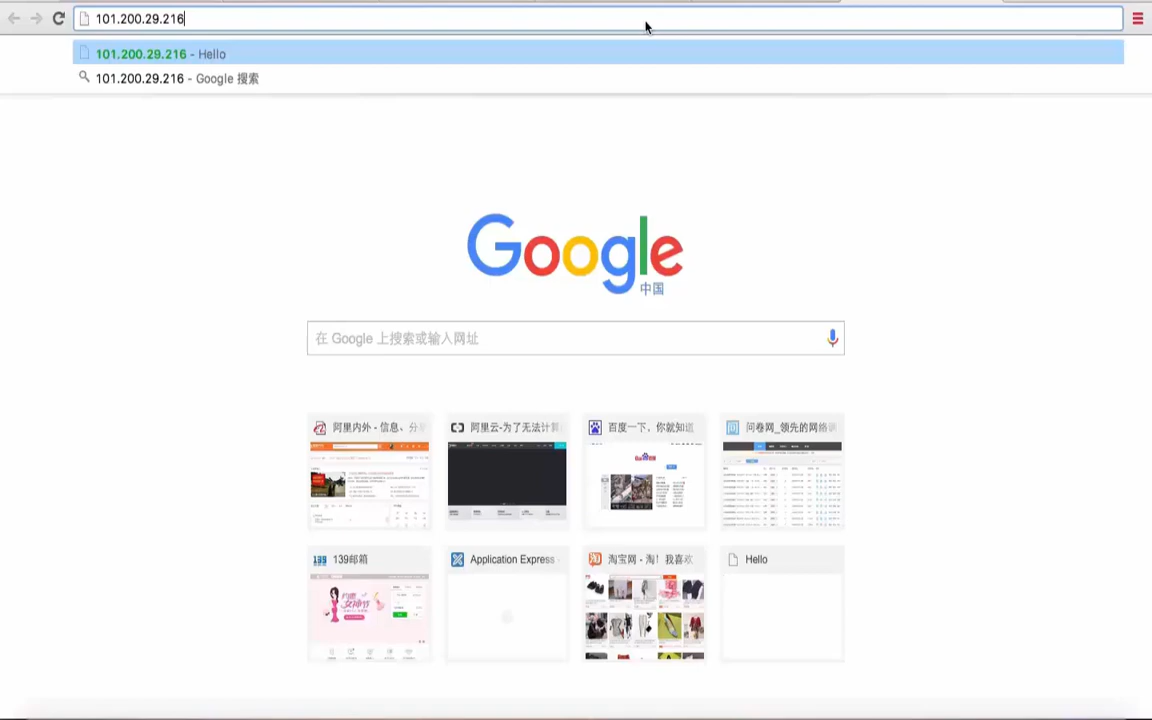 101.200.29.216
101.200.29.216 - Hello
101.200.29.216 - Google 搜索
Google
中国
在 Google 上搜索或输入网址
阿里内外 - 信息、分享
阿里云-为了无法计算
百度一下，你就知道
问卷网_领先的网络调
139邮箱
Application Express -
淘宝网 - 淘！我喜欢
Hello